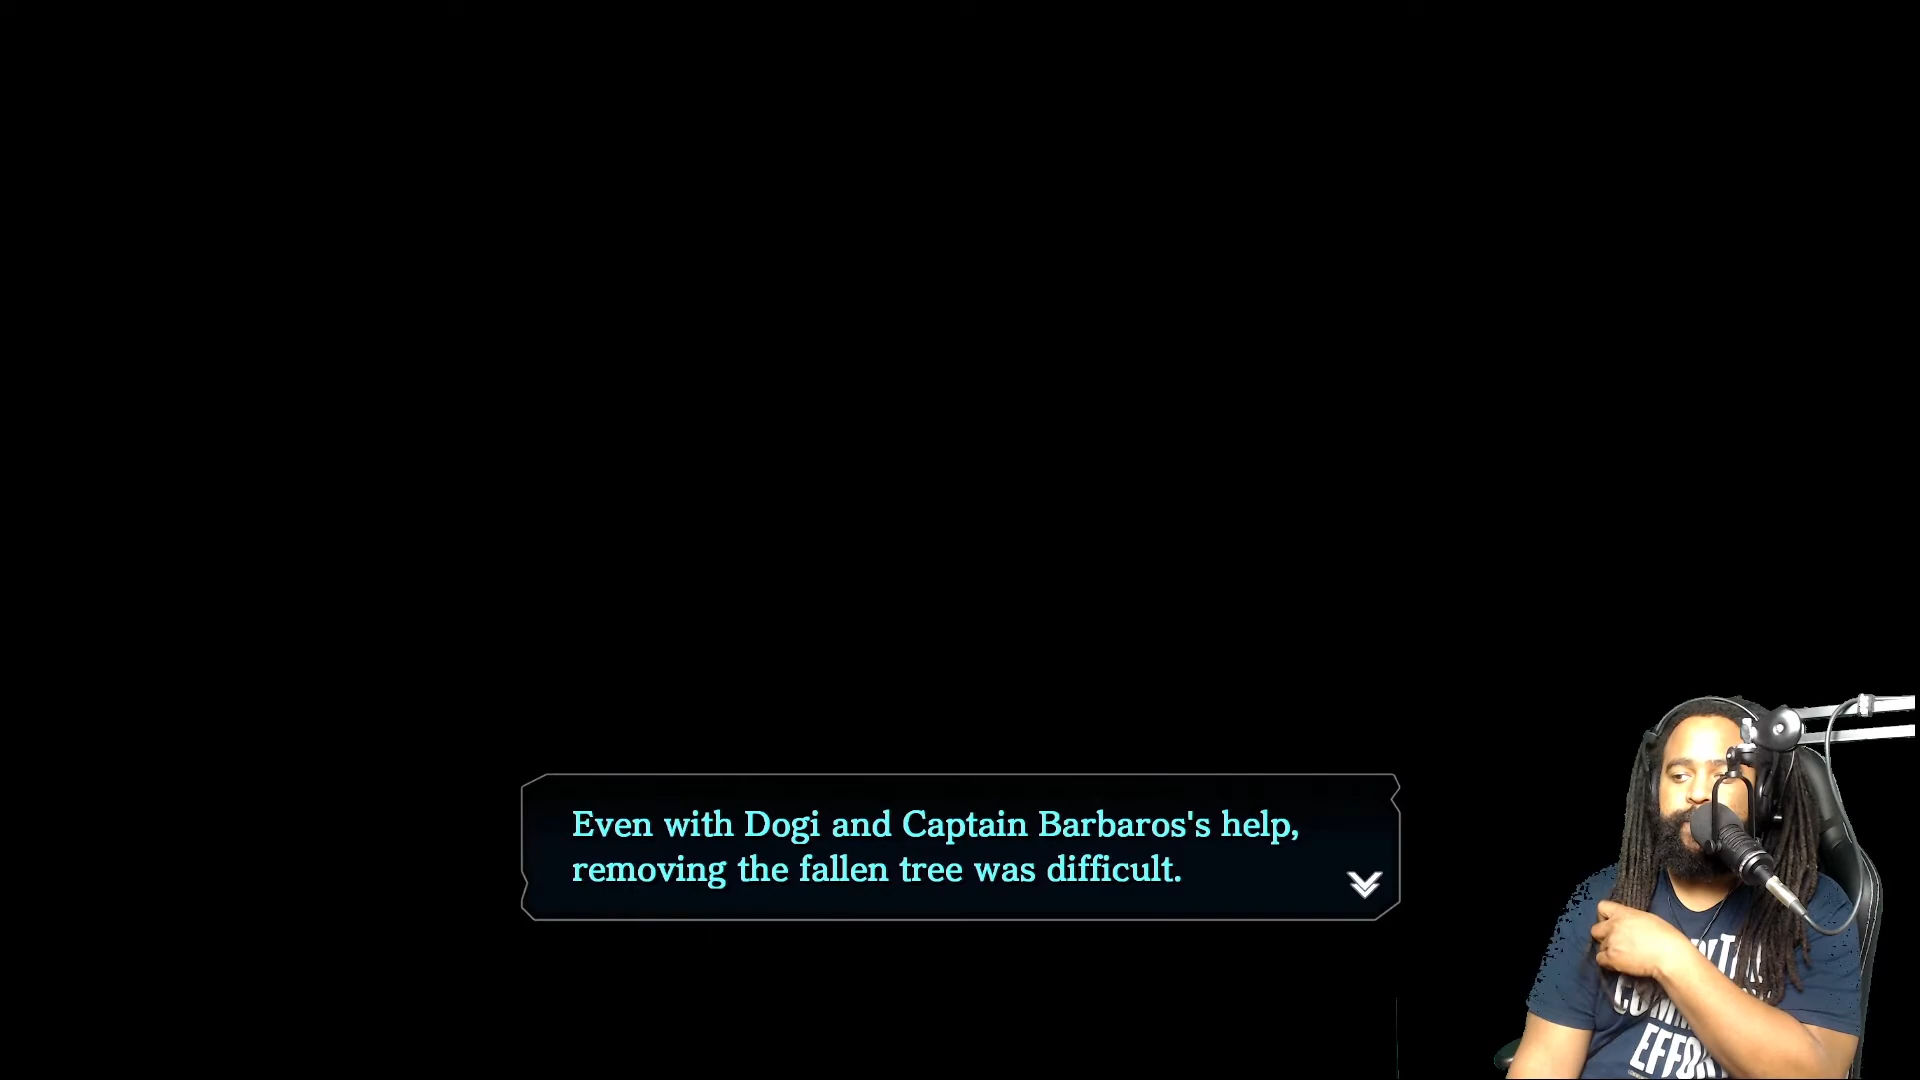 Even with Dogi and Captain Barbaros's help,
removing the fallen tree was difficult.